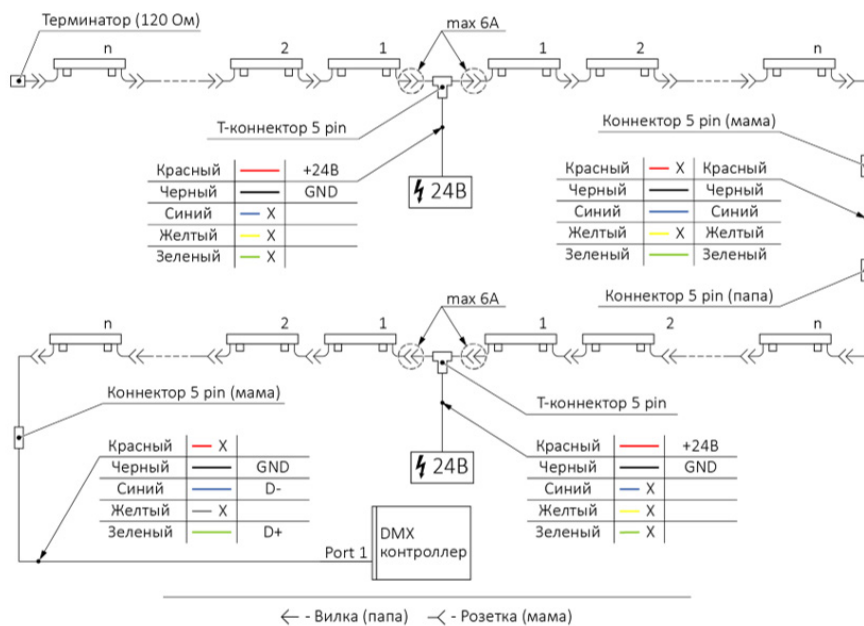 Терминатор (120 Ом)
max 6A
n 2 1 1 2 n
Т-коннектор 5 pin
Коннектор 5 pin (мама)
Красный +24В
Черный GND
Синий X
Желтый X
Зеленый X
24В
Красный X Красный
Черный Черный
Синий Синий
Желтый X Желтый
Зеленый Зеленый
Коннектор 5 pin (папа)
max 6A
n 2 1 1 2 n
Коннектор 5 pin (мама)
Т-коннектор 5 pin
Красный X
Черный GND
Синий D-
Желтый X
Зеленый D+
24В
Красный +24В
Черный GND
Синий X
Желтый X
Зеленый X
Port 1
DMX
контроллер
- Вилка (папа) - Розетка (мама)